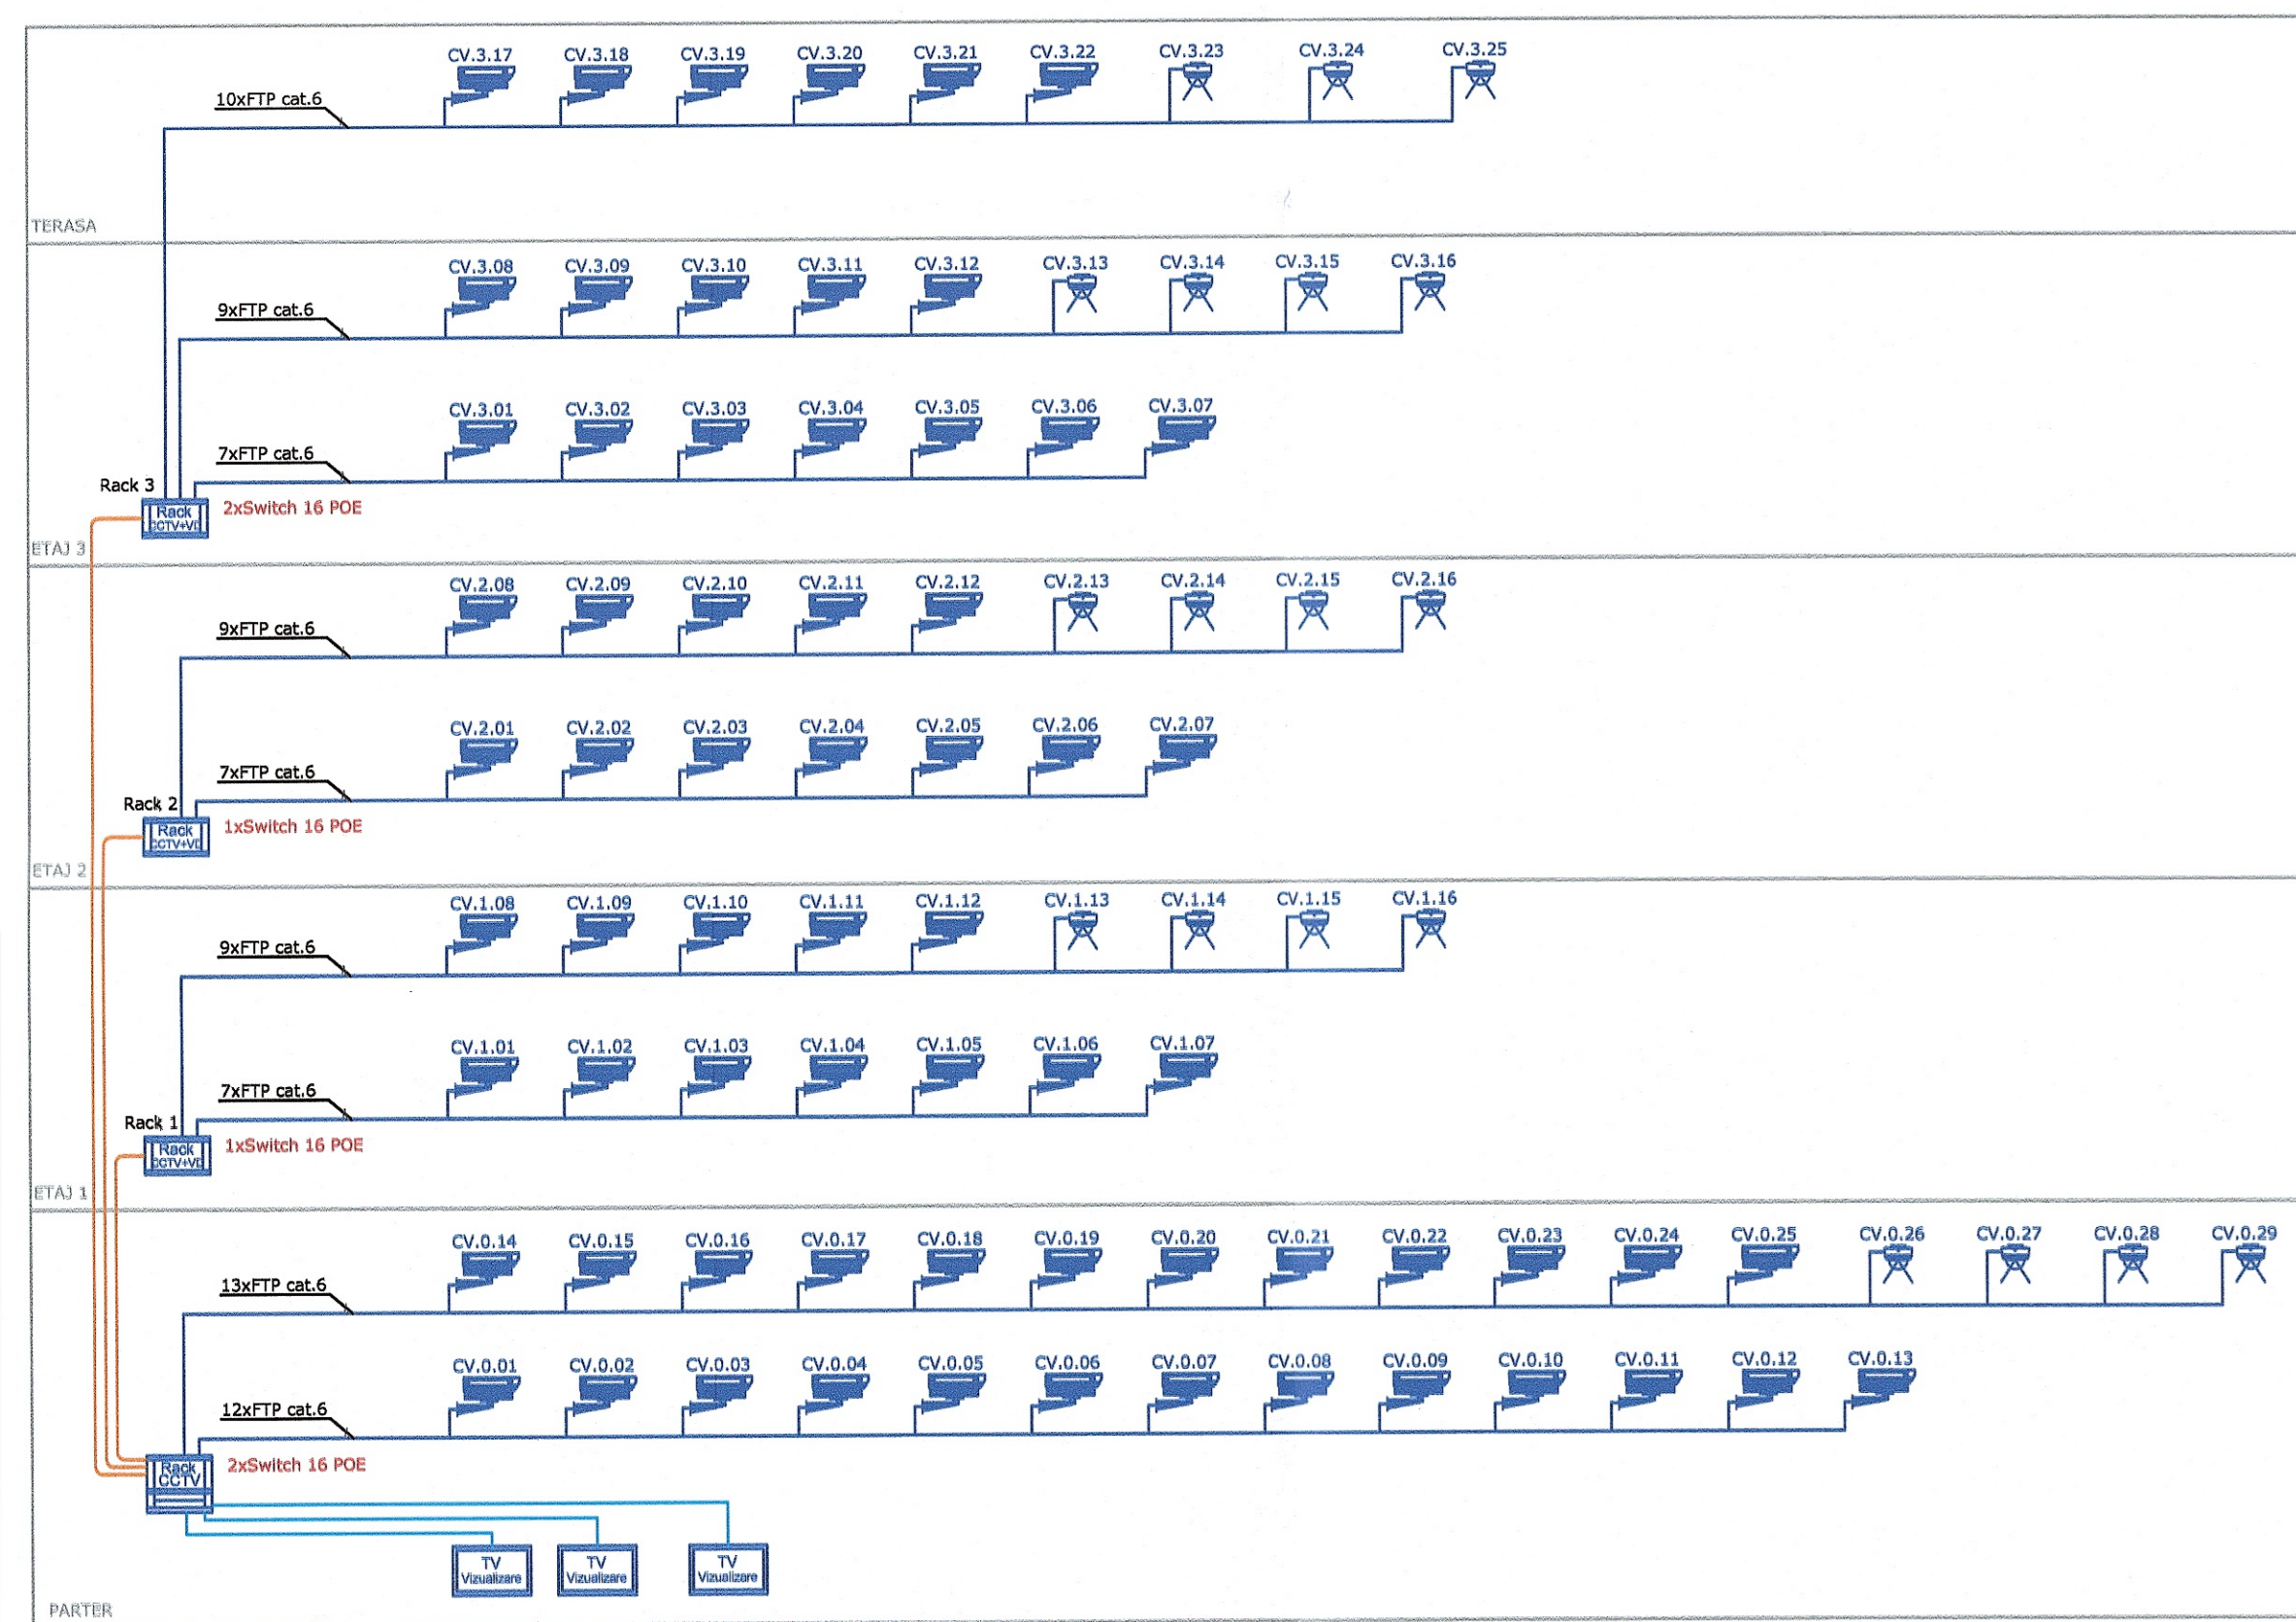 CV.3.17 CV.3.18 CV.3.19 CV.3.20 CV.3.21 CV.3.22 CV.3.23 CV.3.24 CV.3.25
10xFTP cat.6
TERASA
CV.3.08 CV.3.09 CV.3.10 CV.3.11 CV.3.12 CV.3.13 CV.3.14 CV.3.15 CV.3.16
9xFTP cat.6
CV.3.01 CV.3.02 CV.3.03 CV.3.04 CV.3.05 CV.3.06 CV.3.07
7xFTP cat.6
Rack 3
Rack
CCTV+VD
2xSwitch 16 POE
ETAJ 3
CV.2.08 CV.2.09 CV.2.10 CV.2.11 CV.2.12 CV.2.13 CV.2.14 CV.2.15 CV.2.16
9xFTP cat.6
CV.2.01 CV.2.02 CV.2.03 CV.2.04 CV.2.05 CV.2.06 CV.2.07
7xFTP cat.6
Rack 2
Rack
CCTV+VD
1xSwitch 16 POE
ETAJ 2
CV.1.08 CV.1.09 CV.1.10 CV.1.11 CV.1.12 CV.1.13 CV.1.14 CV.1.15 CV.1.16
9xFTP cat.6
CV.1.01 CV.1.02 CV.1.03 CV.1.04 CV.1.05 CV.1.06 CV.1.07
7xFTP cat.6
Rack 1
Rack
CCTV+VD
1xSwitch 16 POE
ETAJ 1
CV.0.14 CV.0.15 CV.0.16 CV.0.17 CV.0.18 CV.0.19 CV.0.20 CV.0.21 CV.0.22 CV.0.23 CV.0.24 CV.0.25 CV.0.26 CV.0.27 CV.0.28 CV.0.29
13xFTP cat.6
CV.0.01 CV.0.02 CV.0.03 CV.0.04 CV.0.05 CV.0.06 CV.0.07 CV.0.08 CV.0.09 CV.0.10 CV.0.11 CV.0.12 CV.0.13
12xFTP cat.6
Rack
CCTV
2xSwitch 16 POE
TV
Vizualizare
TV
Vizualizare
TV
Vizualizare
PARTER